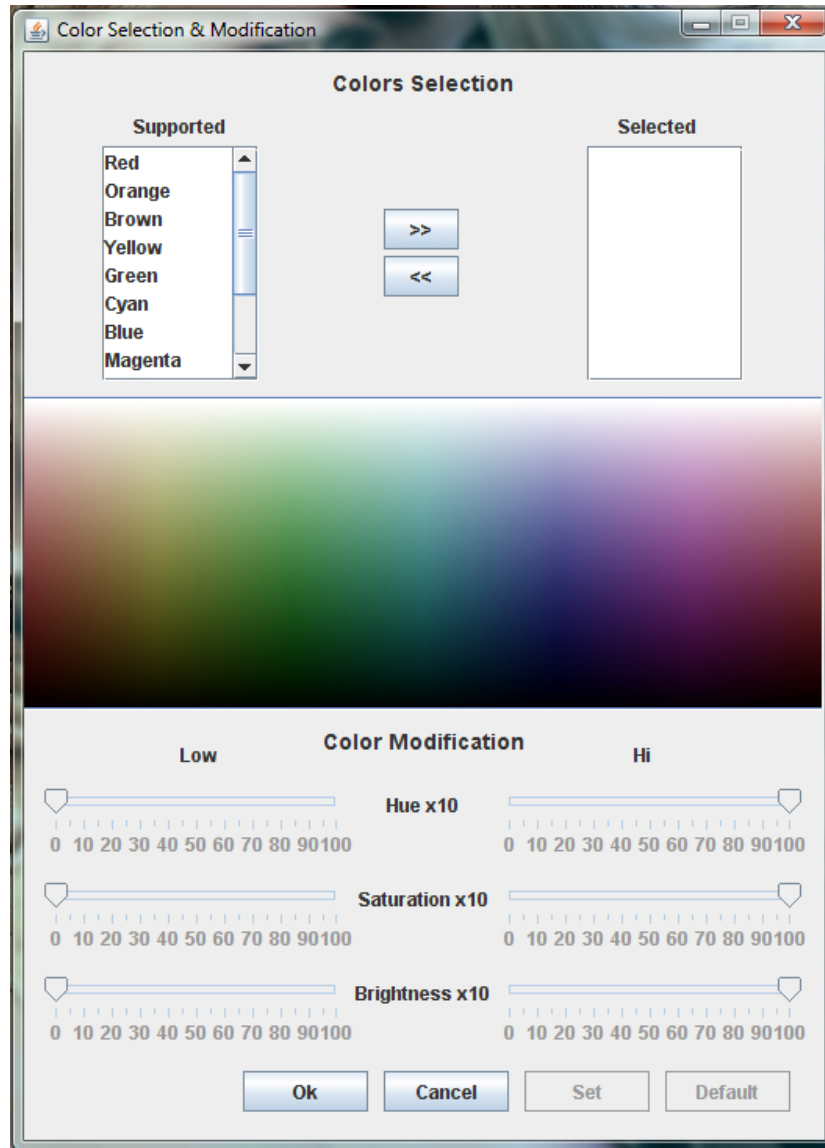 Color Selection & Modification
Colors Selection
Supported
Selected
Red
Orange
Brown
Yellow
Green
Cyan
Blue
Magenta
>>
<<
Color Modification
Low
Hi
Hue x10
0 10 20 30 40 50 60 70 80 90100
0 10 20 30 40 50 60 70 80 90100
Saturation x10
0 10 20 30 40 50 60 70 80 90100
0 10 20 30 40 50 60 70 80 90100
Brightness x10
0 10 20 30 40 50 60 70 80 90100
0 10 20 30 40 50 60 70 80 90100
Ok Cancel Set Default